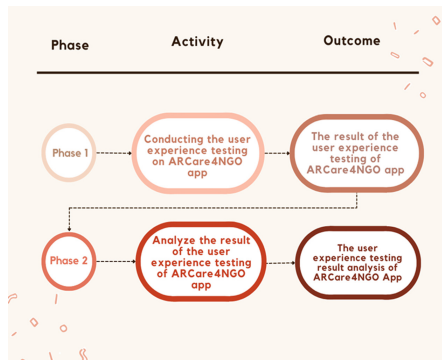 Phase
Activity
Outcome
Phase 1
Conducting the user
experience testing
on ARCare4NGO
app
The result of the
user experience
testing of
ARCare4NGO app
Phase 2
Analyze the result
of the user
experience testing
of ARCare4NGO
app
The user
experience testing
result analysis of
ARCare4NGO App